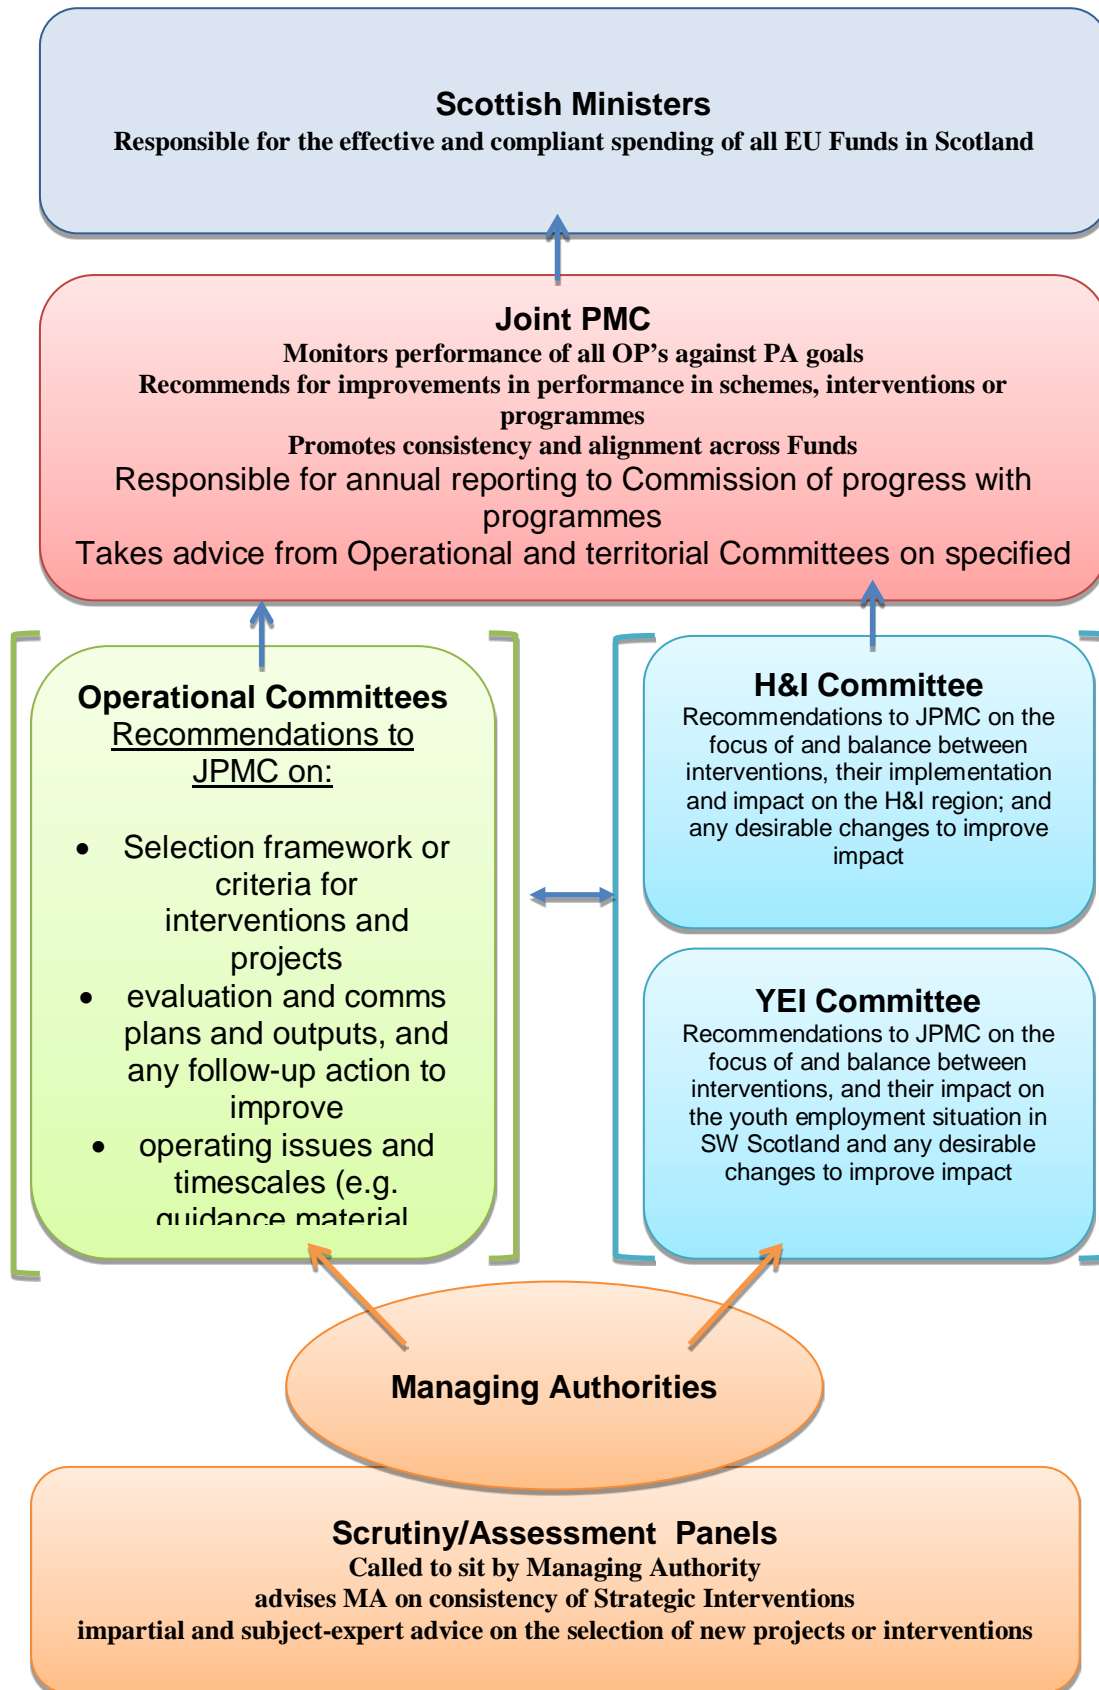 Scottish Ministers
Responsible for the effective and compliant spending of all EU Funds in Scotland
Joint PMC
Monitors performance of all OP's against PA goals
Recommends for improvements in performance in schemes, interventions or
programmes
Promotes consistency and alignment across Funds
Responsible for annual reporting to Commission of progress with
programmes
Takes advice from Operational and territorial Committees on specified
Operational Committees
Recommendations to
JPMC on:
• Selection framework or
criteria for
interventions and
projects
• evaluation and comms
plans and outputs, and
any follow-up action to
improve
• operating issues and
timescales (e.g.
guidance material
H&I Committee
Recommendations to JPMC on the
focus of and balance between
interventions, their implementation
and impact on the H&I region; and
any desirable changes to improve
impact
YEI Committee
Recommendations to JPMC on the
focus of and balance between
interventions, and their impact on
the youth employment situation in
SW Scotland and any desirable
changes to improve impact
Managing Authorities
Scrutiny/Assessment Panels
Called to sit by Managing Authority
advises MA on consistency of Strategic Interventions
impartial and subject-expert advice on the selection of new projects or interventions